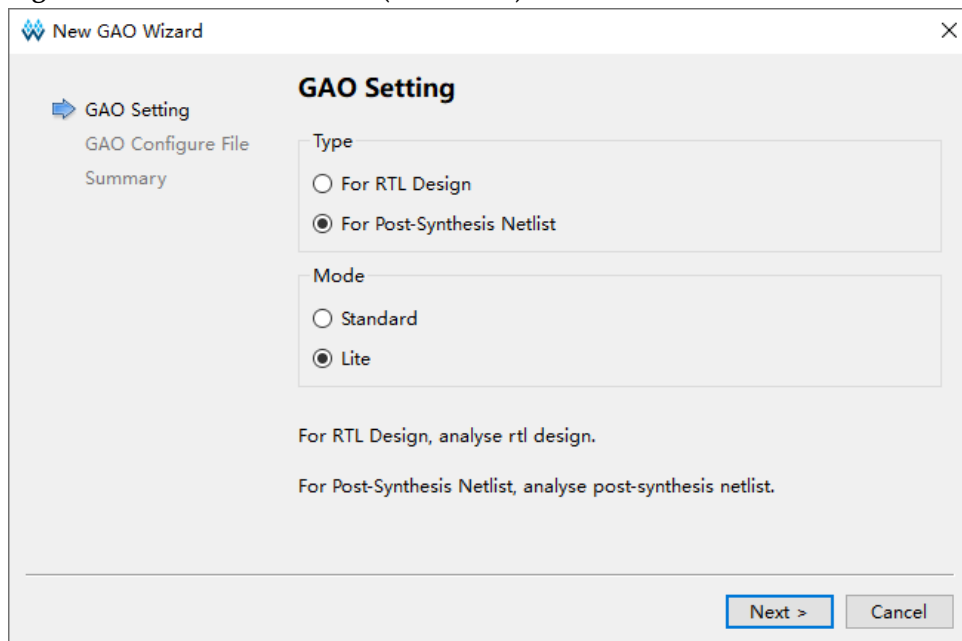 New GAO Wizard
GAO Setting
GAO Configure File
Summary
GAO Setting
Type
For RTL Design
For Post-Synthesis Netlist
Mode
Standard
Lite
For RTL Design, analyse rtl design.
For Post-Synthesis Netlist, analyse post-synthesis netlist.
Next >
Cancel